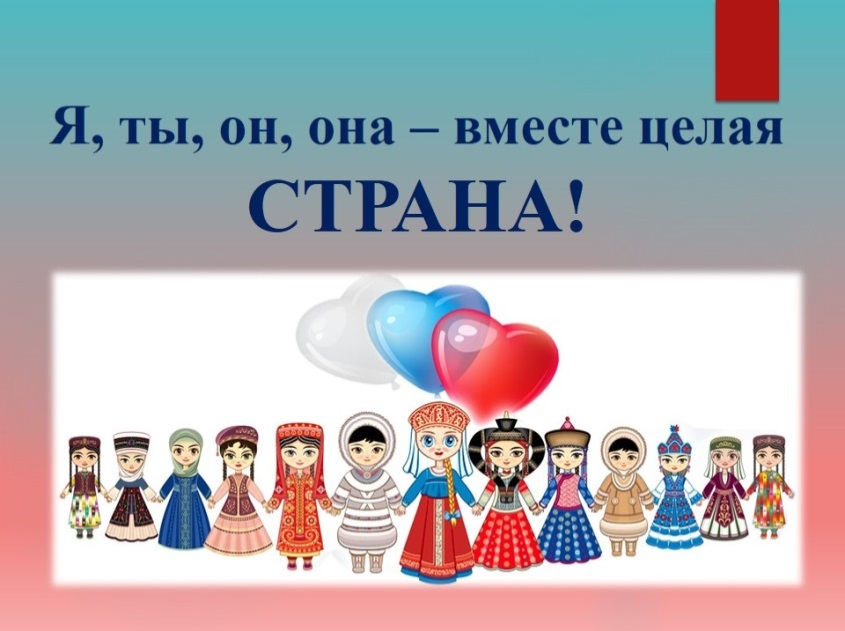 Я, ты, он, она – вместе целая
СТРАНА!